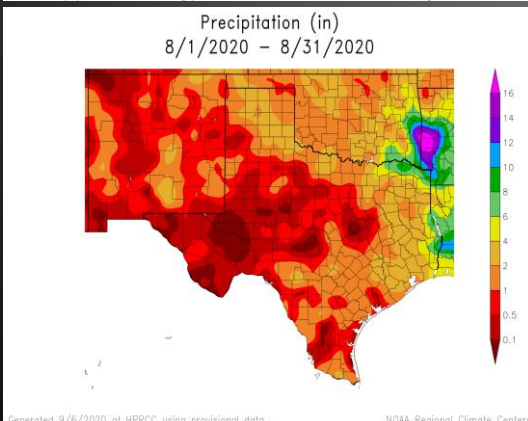 Precipitation (in)
8/1/2020 – 8/31/2020
16
14
12
10
8
6
4
2
1
0.5
0.1
Generated 9/6/2020 at HPRCC using provisional data.
NOAA Regional Climate Centers